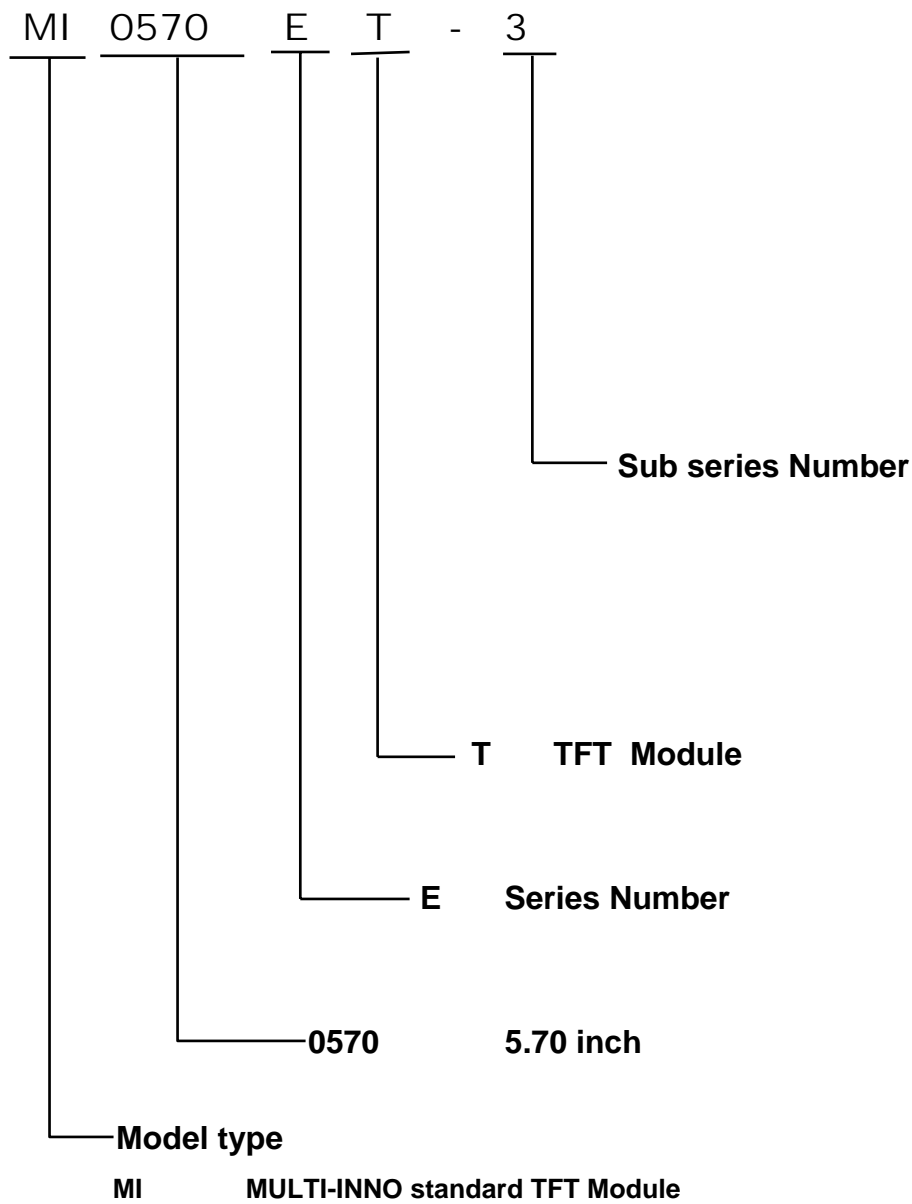 MI 0570 E T - 3
Sub series Number
T TFT Module
E Series Number
0570 5.70 inch
Model type
MI MULTI-INNO standard TFT Module